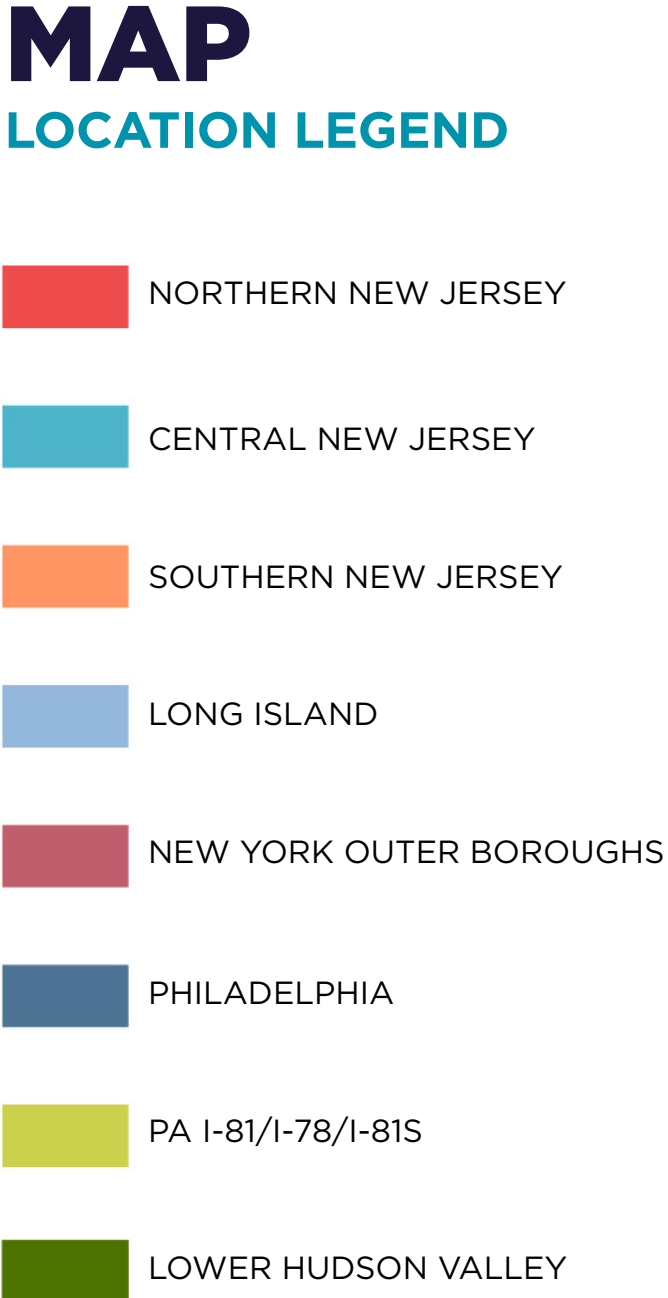 MAP
LOCATION LEGEND
NORTHERN NEW JERSEY
CENTRAL NEW JERSEY
SOUTHERN NEW JERSEY
LONG ISLAND
NEW YORK OUTER BOROUGHS
PHILADELPHIA
PA I-81/I-78/I-81S
LOWER HUDSON VALLEY